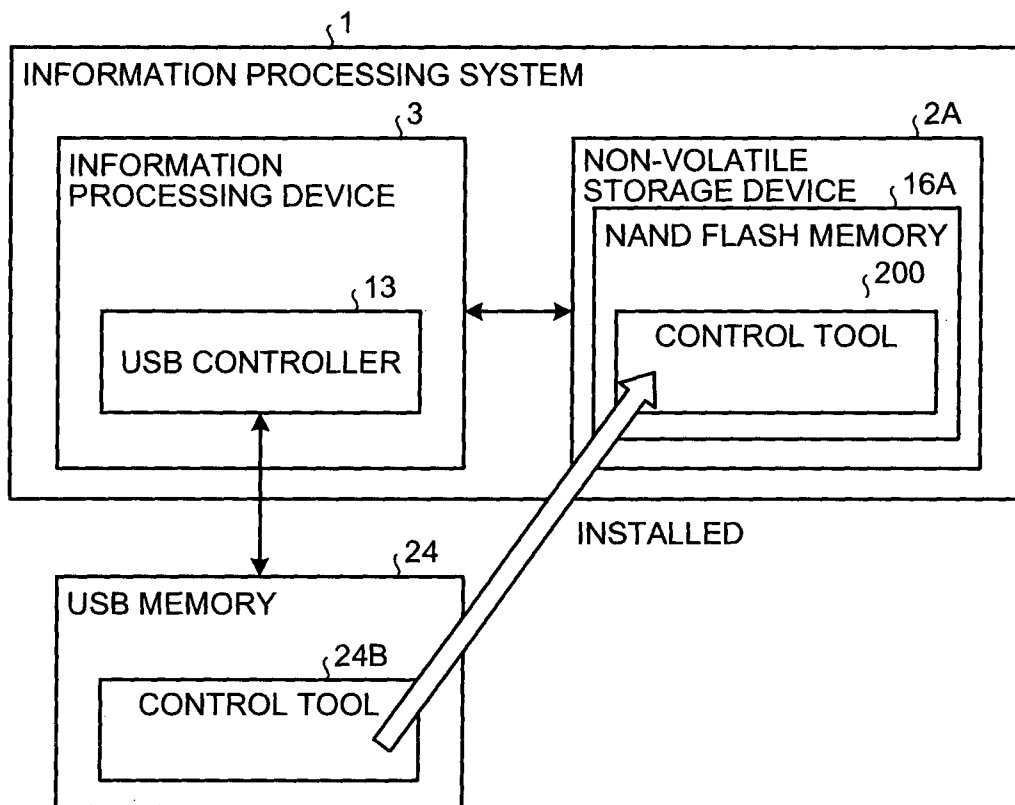 1
INFORMATION PROCESSING SYSTEM
3
INFORMATION
PROCESSING DEVICE
13
USB CONTROLLER
2A
NON-VOLATILE
STORAGE DEVICE
16A
NAND FLASH MEMORY
200
CONTROL TOOL
INSTALLED
24
USB MEMORY
24B
CONTROL TOOL